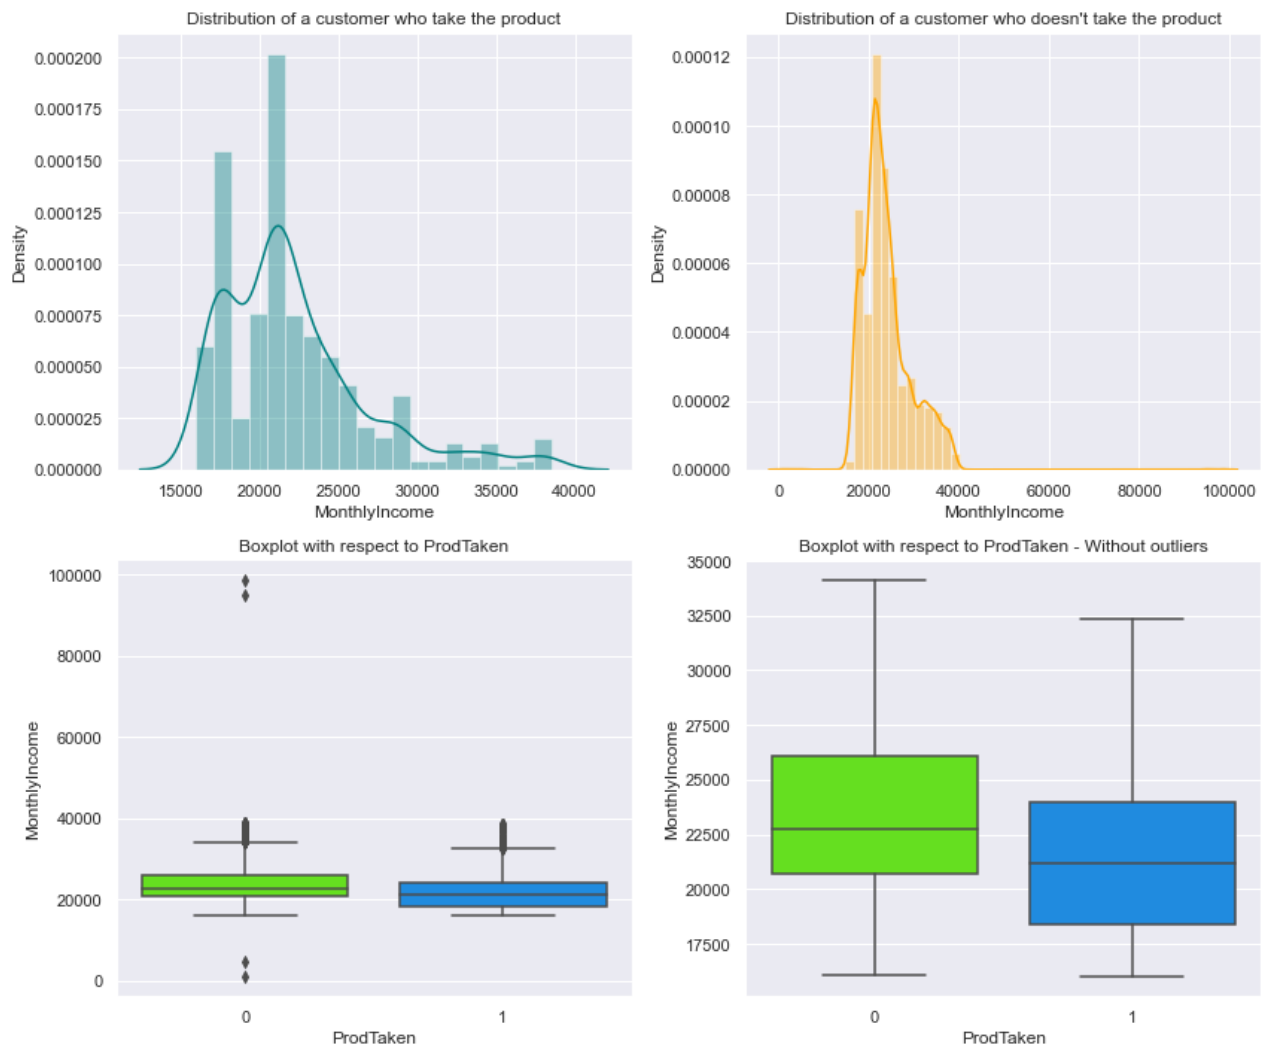 Distribution of a customer who take the product
0.000200
0.000175
0.000150
0.000125
0.000100
0.000075
0.000050
0.000025
0.000000
Density
15000 20000 25000 30000 35000 40000
MonthlyIncome
Distribution of a customer who doesn't take the product
0.00012
0.00010
0.00008
0.00006
0.00004
0.00002
0.00000
Density
0 20000 40000 60000 80000 100000
MonthlyIncome
Boxplot with respect to ProdTaken
100000
80000
60000
40000
20000
0
MonthlyIncome
0 1
ProdTaken
Boxplot with respect to ProdTaken - Without outliers
35000
32500
30000
27500
25000
22500
20000
17500
MonthlyIncome
0 1
ProdTaken